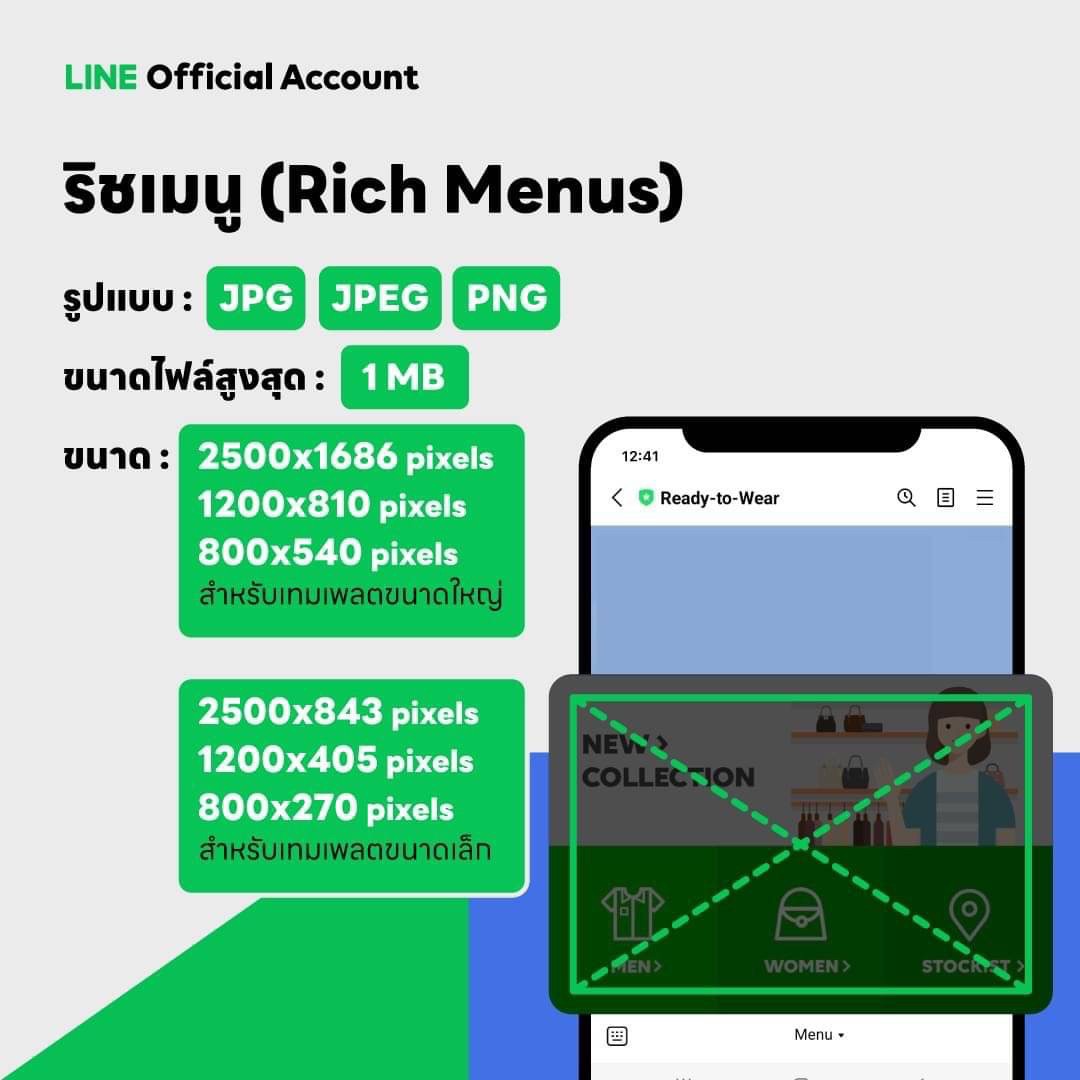 LINE Official Account
ริชเมนู (Rich Menus)
รูปแบบ : JPG JPEG PNG
ขนาดไฟล์สูงสุด : 1 MB
ขนาด : 2500x1686 pixels
1200x810 pixels
800x540 pixels
สำหรับเทมเพลตขนาดใหญ่
2500x843 pixels
1200x405 pixels
800x270 pixels
สำหรับเทมเพลตขนาดเล็ก
12:41
Ready-to-Wear
NEW >
COLLECTION
MEN >
WOMEN >
STOCKIST >
Menu